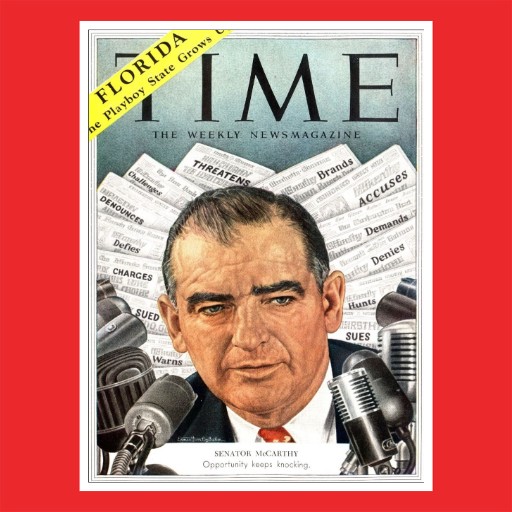 FLORIDA
ne Playboy State Grows U
TIME
THE WEEKLY NEWSMAGAZINE
THREATENS
Brands
Challenges
ACCUSES
DENOUNCES
Demands
Defies
Denies
CHARGES
Hunts
SUED
SUES
Warns
SENATOR McCARTHY
Opportunity keeps knocking.